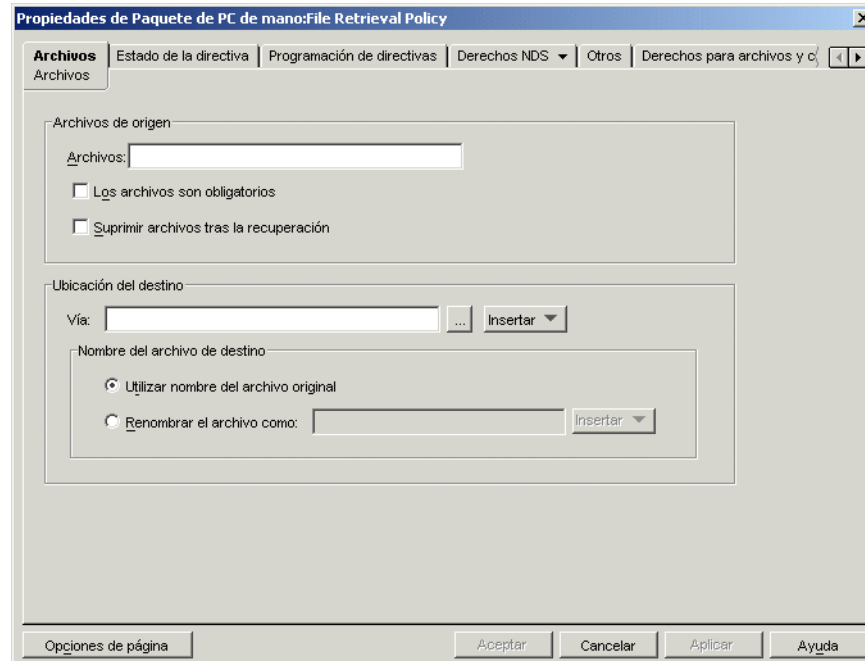 Propiedades de Paquete de PC de mano:File Retrieval Policy
Archivos Estado de la directiva Programación de directivas Derechos NDS Otros Derechos para archivos y
Archivos
Archivos de origen
Archivos:
Los archivos son obligatorios
Suprimir archivos tras la recuperación
Ubicación del destino
Vía: ... Insertar
Nombre del archivo de destino
Utilizar nombre del archivo original
Renombrar el archivo como: Insertar
Opciones de página Aceptar Cancelar Aplicar Ayuda